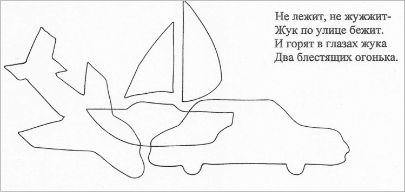 Не лежит, не жужжит-
Жук по улице бежит.
И горят в глазах жука
Два блестящих огонька.